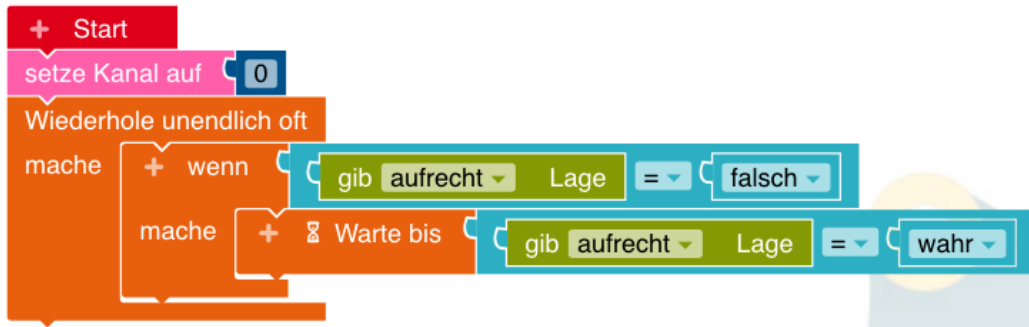 + Start
setze Kanal auf 0
Wiederhole unendlich oft
mache + wenn gib aufrecht Lage = falsch
mache + Warte bis gib aufrecht Lage = wahr